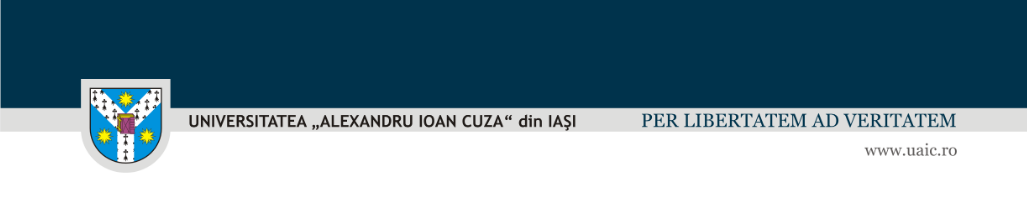 UNIVERSITATEA „ALEXANDRU IOAN CUZA“ din IAŞI
PER LIBERTATEM AD VERITATEM
www.uaic.ro